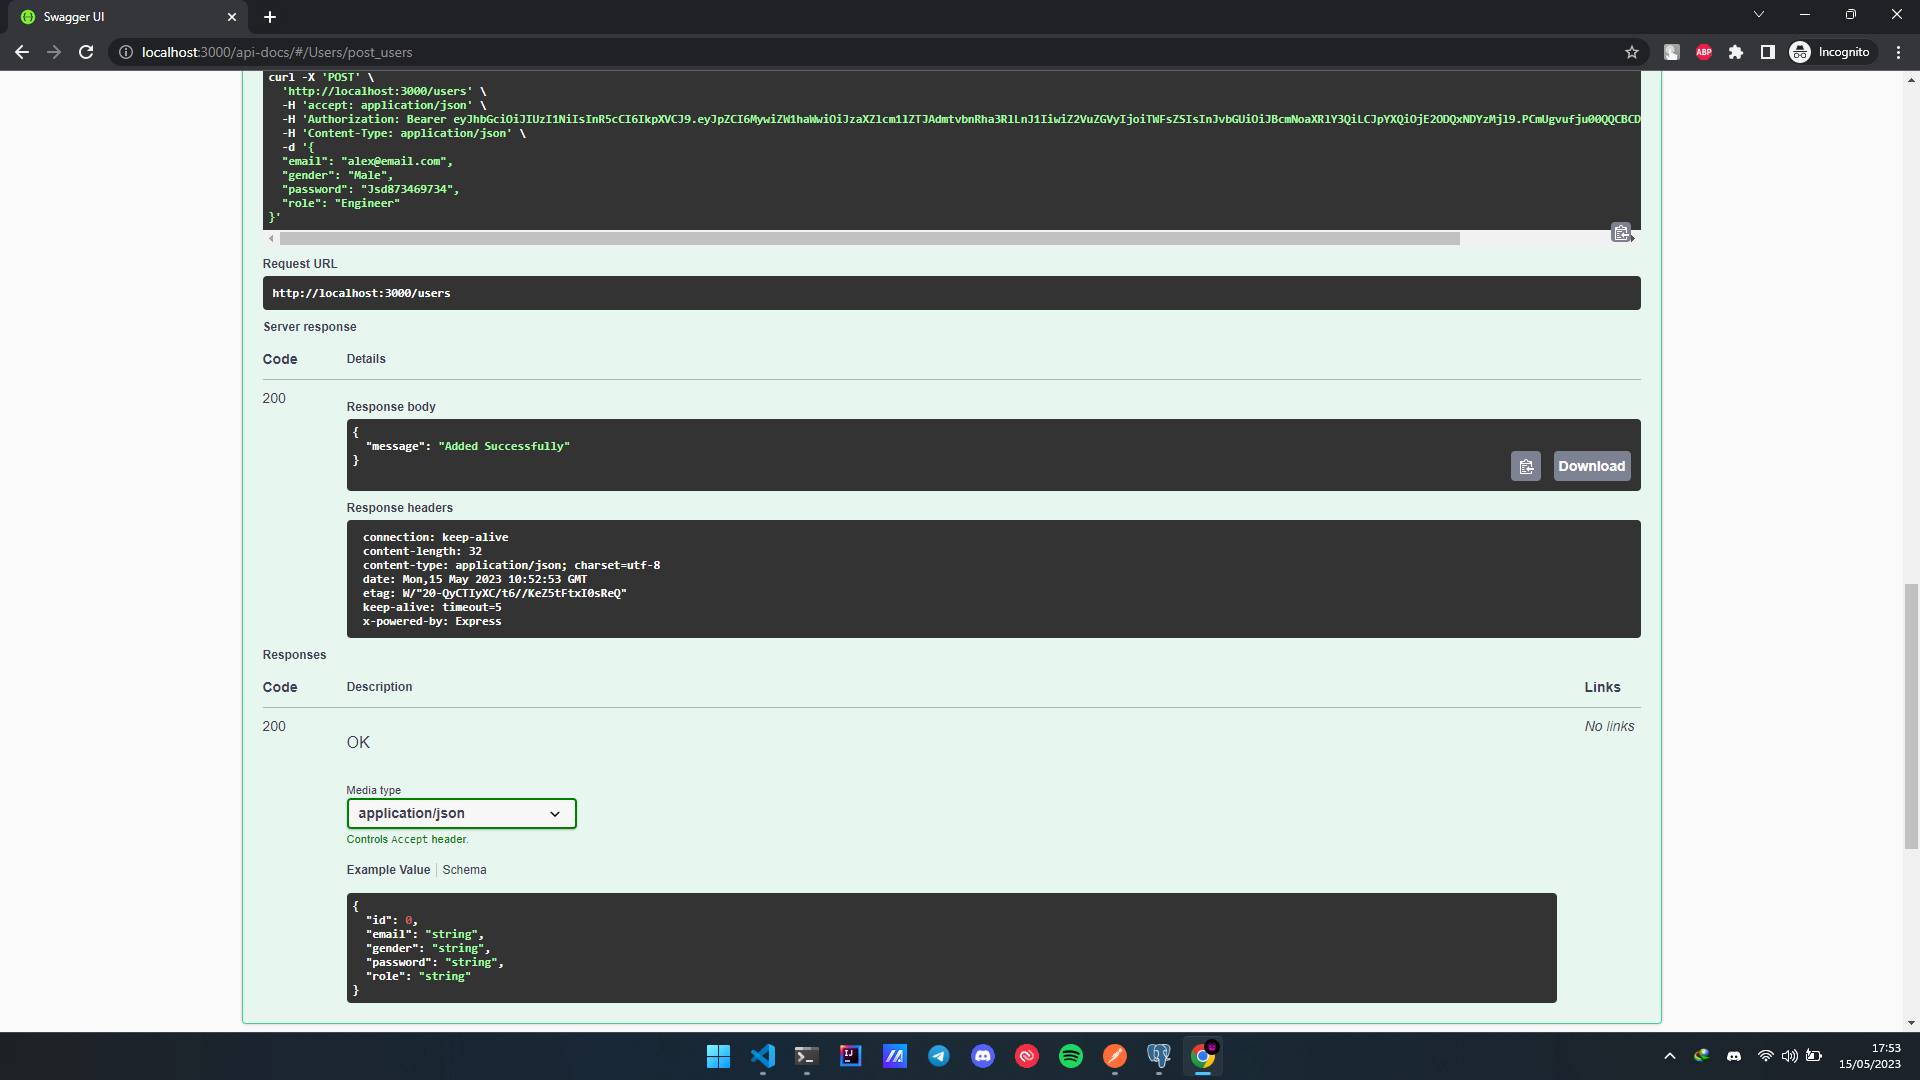 Swagger UI
localhost:3000/api-docs/#/Users/post_users
ABP
Incognito
curl -X 'POST' \
'http://localhost:3000/users' \
-H 'accept: application/json' \
-H 'Authorization: Bearer
-H 'Content-Type: application/json' \
-d '{
"email": "alex@email.com",
"gender": "Male",
"password": "Jsd873469734",
"role": "Engineer"
}'
Request URL
http://localhost:3000/users
Server response
Code Details
200
Response body
{
"message": "Added Successfully"
}
Download
Response headers
connection: keep-alive
content-length: 32
content-type: application/json; charset=utf-8
date: Mon,15 May 2023 10:52:53 GMT
etag: W/"20-QyCTIyXC/t6//KeZ5tFtxI0sReQ"
keep-alive: timeout=5
x-powered-by: Express
Responses
Code Description Links
200
OK
No links
Media type
application/json
Controls Accept header.
Example Value Schema
{
"id": 0,
"email": "string",
"gender": "string",
"password": "string",
"role": "string"
}
17:53
15/05/2023